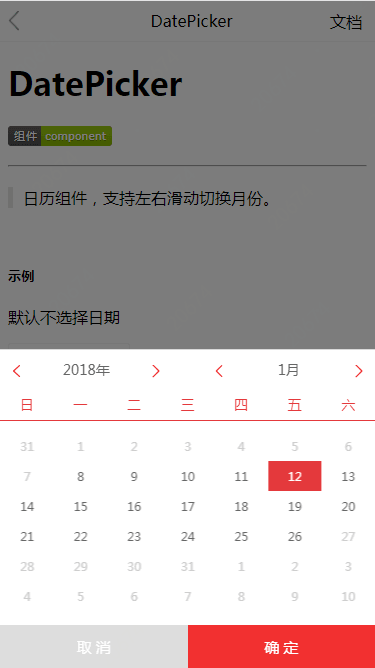 DatePicker 文档
DatePicker
组件 component
日历组件，支持左右滑动切换月份。
示例
默认不选择日期
2018年 1月
日 一 二 三 四 五 六
31 1 2 3 4 5 6
7 8 9 10 11 12 13
14 15 16 17 18 19 20
21 22 23 24 25 26 27
28 29 30 31 1 2 3
4 5 6 7 8 9 10
取消 确定